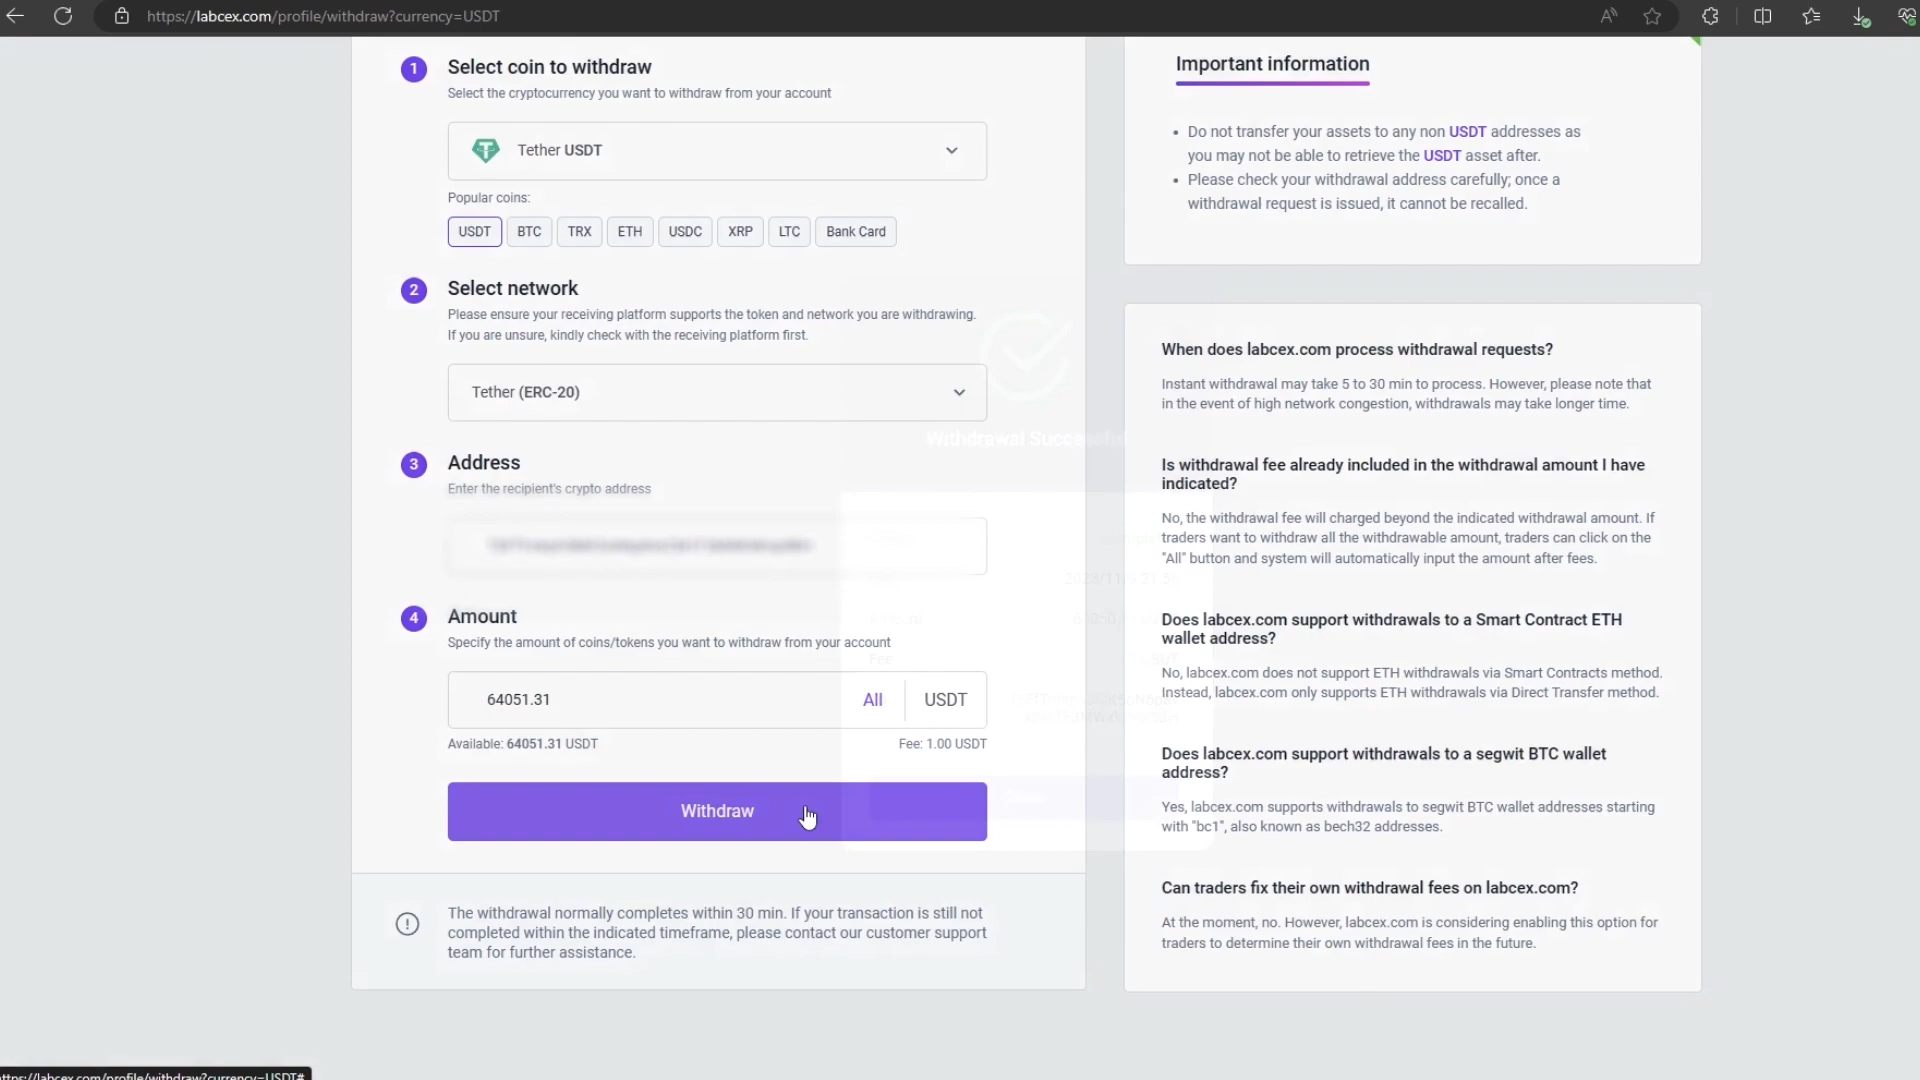 https://labcex.com/profile/withdraw?currency=USDT
1
Select coin to withdraw
Select the cryptocurrency you want to withdraw from your account
Tether USDT
Popular coins:
USDT BTC TRX ETH USDC XRP LTC Bank Card
2
Select network
Please ensure your receiving platform supports the token and network you are withdrawing.
If you are unsure, kindly check with the receiving platform first.
Tether (ERC-20)
3
Address
Enter the recipient's crypto address
4
Amount
Specify the amount of coins/tokens you want to withdraw from your account
64051.31 All USDT
Available: 64051.31 USDT Fee: 1.00 USDT
Withdraw
The withdrawal normally completes within 30 min. If your transaction is still not
completed within the indicated timeframe, please contact our customer support
team for further assistance.
Withdrawal Successful
Fee
Important information
Do not transfer your assets to any non USDT addresses as
you may not be able to retrieve the USDT asset after.
Please check your withdrawal address carefully; once a
withdrawal request is issued, it cannot be recalled.
When does labcex.com process withdrawal requests?
Instant withdrawal may take 5 to 30 min to process. However, please note that
in the event of high network congestion, withdrawals may take longer time.
Is withdrawal fee already included in the withdrawal amount I have
indicated?
No, the withdrawal fee will charged beyond the indicated withdrawal amount. If
traders want to withdraw all the withdrawable amount, traders can click on the
"All" button and system will automatically input the amount after fees.
Does labcex.com support withdrawals to a Smart Contract ETH
wallet address?
No, labcex.com does not support ETH withdrawals via Smart Contracts method.
Instead, labcex.com only supports ETH withdrawals via Direct Transfer method.
Does labcex.com support withdrawals to a segwit BTC wallet
address?
Yes, labcex.com supports withdrawals to segwit BTC wallet addresses starting
with "bc1", also known as bech32 addresses.
Can traders fix their own withdrawal fees on labcex.com?
At the moment, no. However, labcex.com is considering enabling this option for
traders to determine their own withdrawal fees in the future.
https://labcex.com/profile/withdraw?currency=USDT#